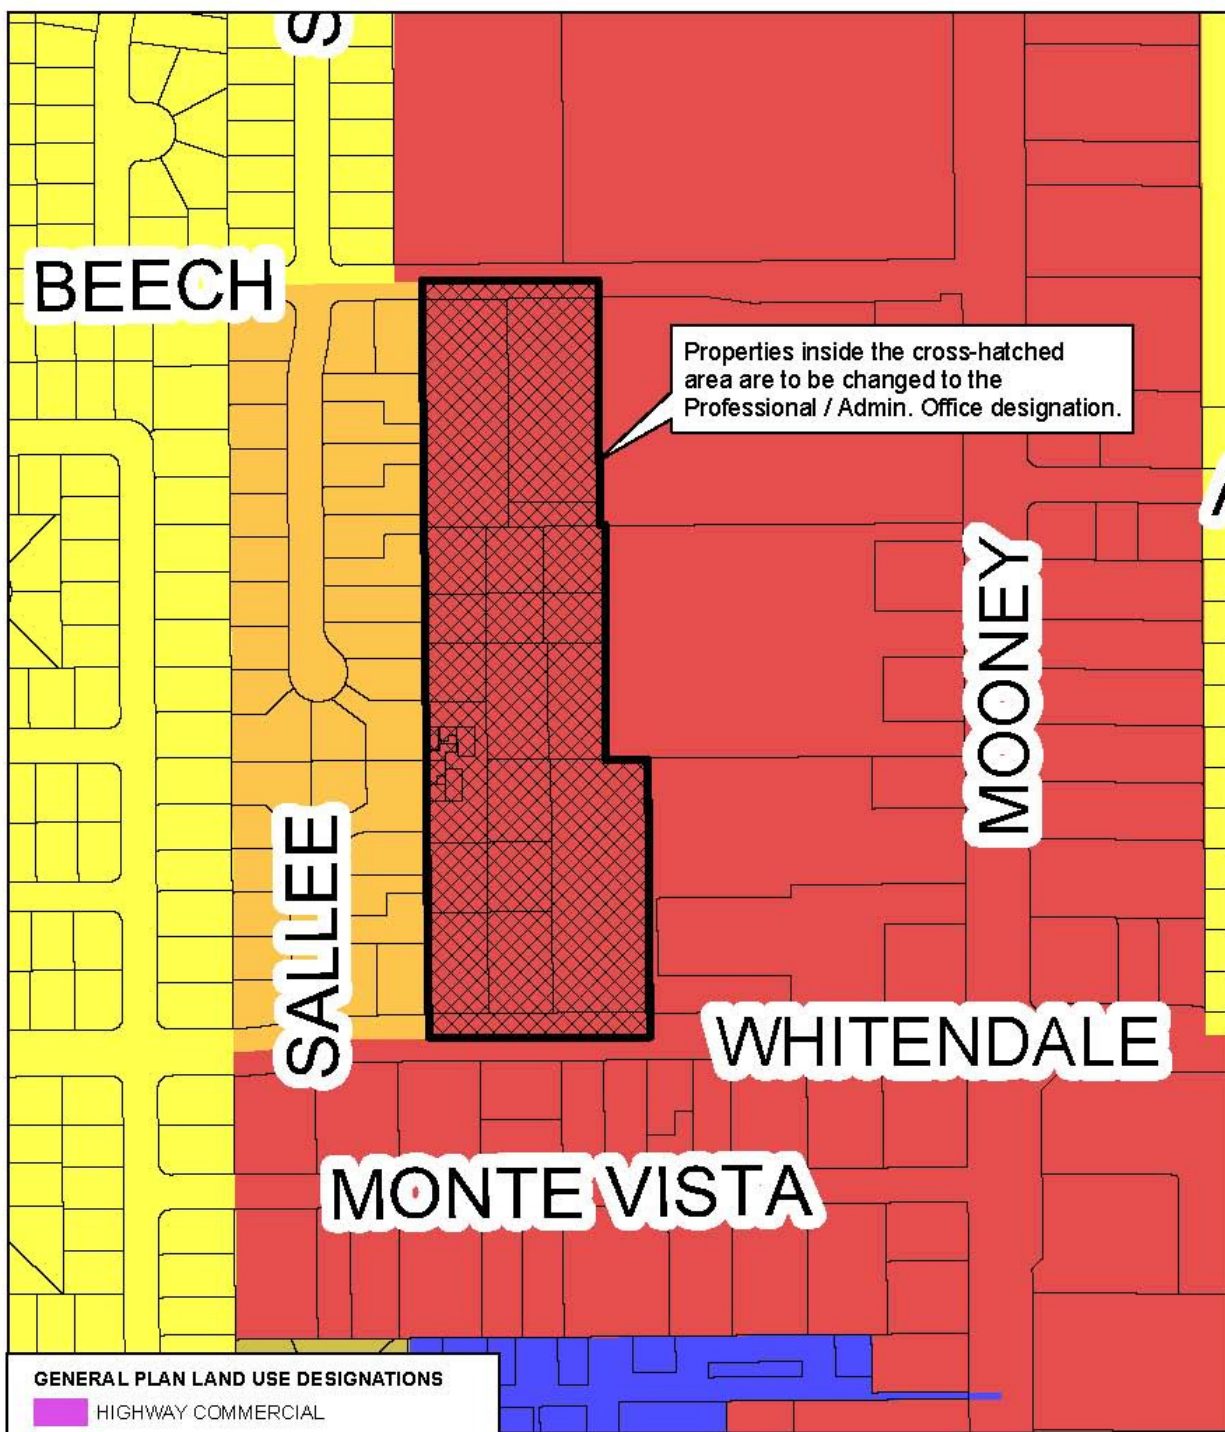 S
BEECH
Properties inside the cross-hatched
area are to be changed to the
Professional / Admin. Office designation.
MOONEY
SALLEE
WHITENDALE
MONTE VISTA
GENERAL PLAN LAND USE DESIGNATIONS
HIGHWAY COMMERCIAL